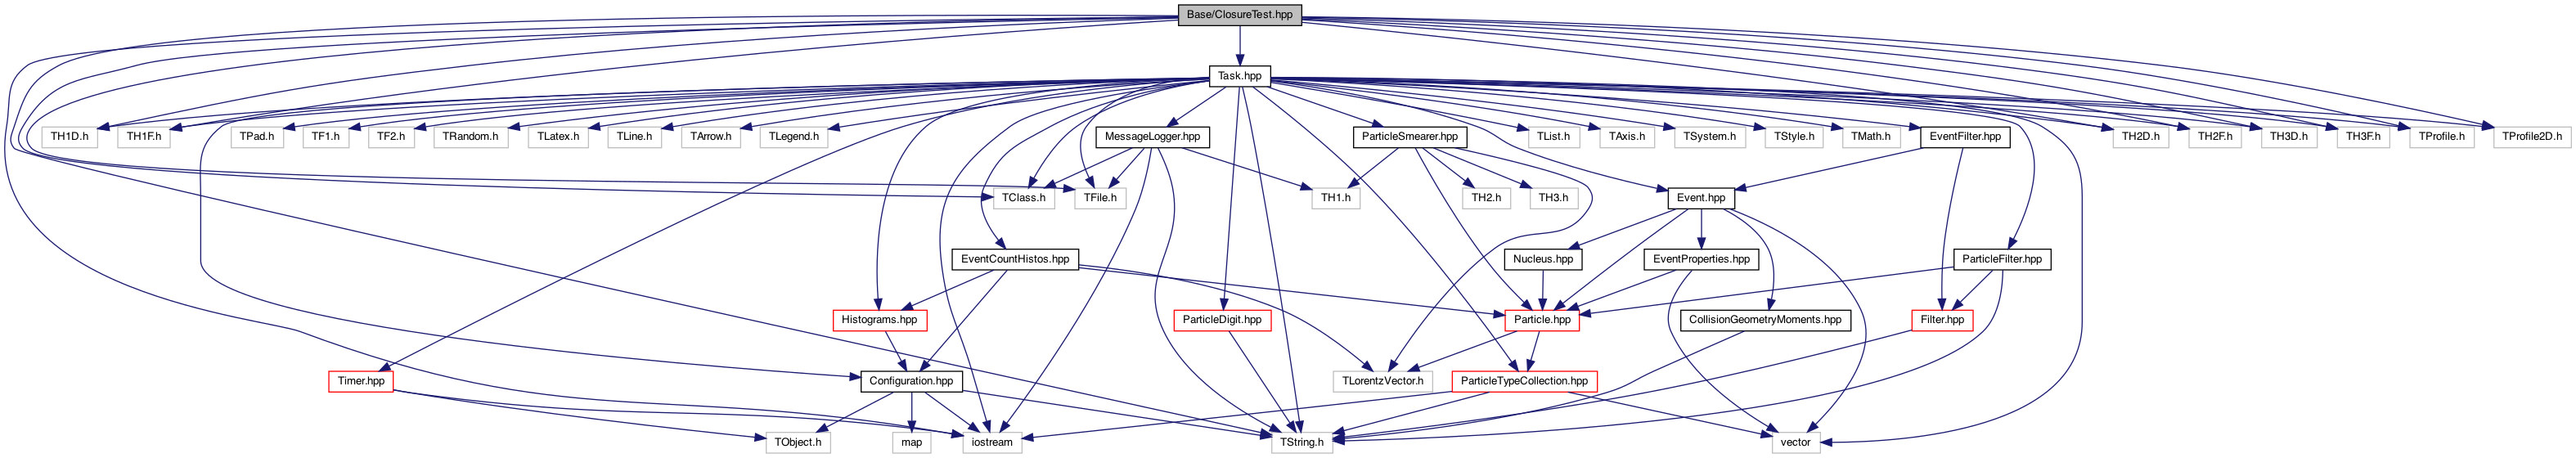 Base/ClosureTest.hpp
Task.hpp
TH1D.h
TH1F.h
TPad.h
TF1.h
TF2.h
TRandom.h
TLatex.h
TLine.h
TArrow.h
TLegend.h
MessageLogger.hpp
ParticleSmearer.hpp
TList.h
TAxis.h
TSystem.h
TStyle.h
TMath.h
EventFilter.hpp
TH2D.h
TH2F.h
TH3D.h
TH3F.h
TProfile.h
TProfile2D.h
TClass.h
TFile.h
TH1.h
TH2.h
TH3.h
Event.hpp
EventCountHistos.hpp
Nucleus.hpp
EventProperties.hpp
ParticleFilter.hpp
Histograms.hpp
ParticleDigit.hpp
Particle.hpp
CollisionGeometryMoments.hpp
Filter.hpp
Timer.hpp
Configuration.hpp
TLorentzVector.h
ParticleTypeCollection.hpp
TObject.h
map
iostream
TString.h
vector